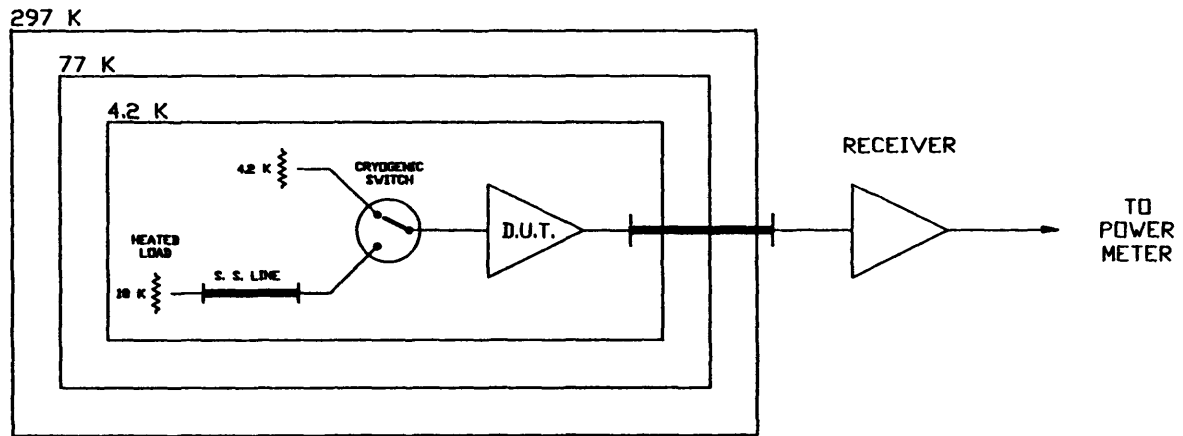 297 K
77 K
4.2 K
4.2 K
CRYOGENIC
SWITCH
RECEIVER
D.U.T.
TO
POWER
METER
HEATED
LOAD
S. S. LINE